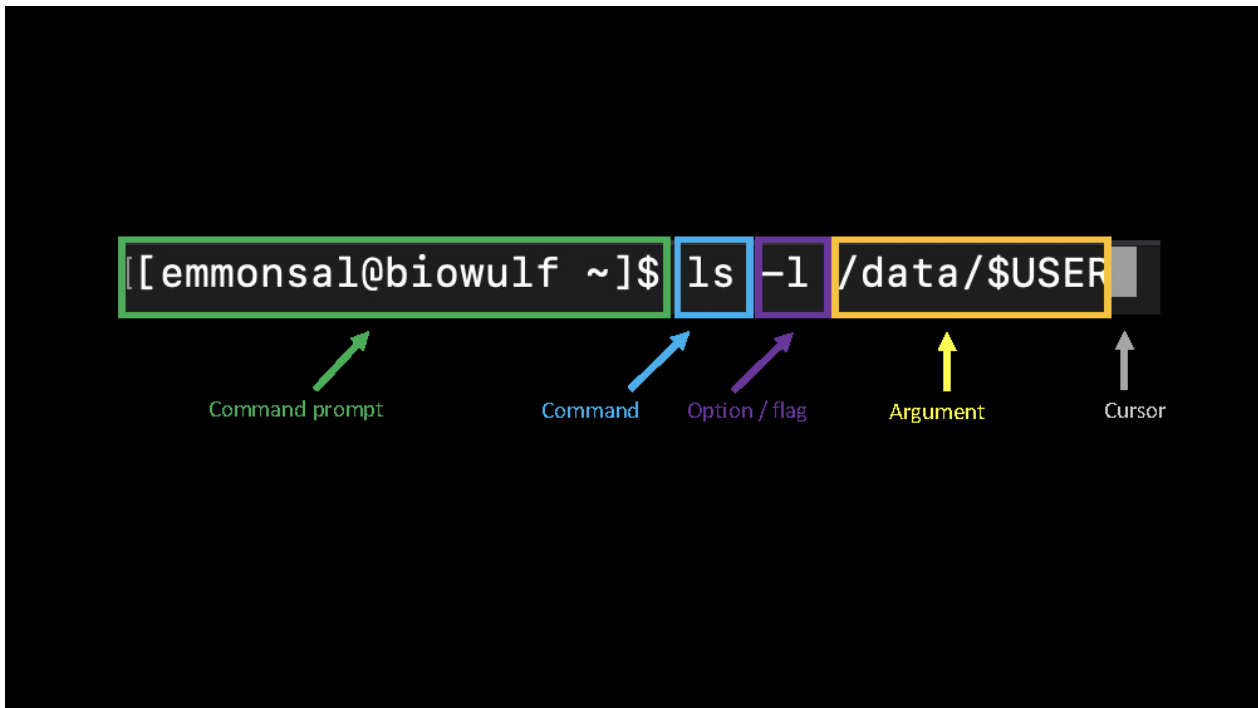 [[emmonsal@biowulf ~]$ ls -l /data/$USER
Command prompt Command Option / flag Argument Cursor